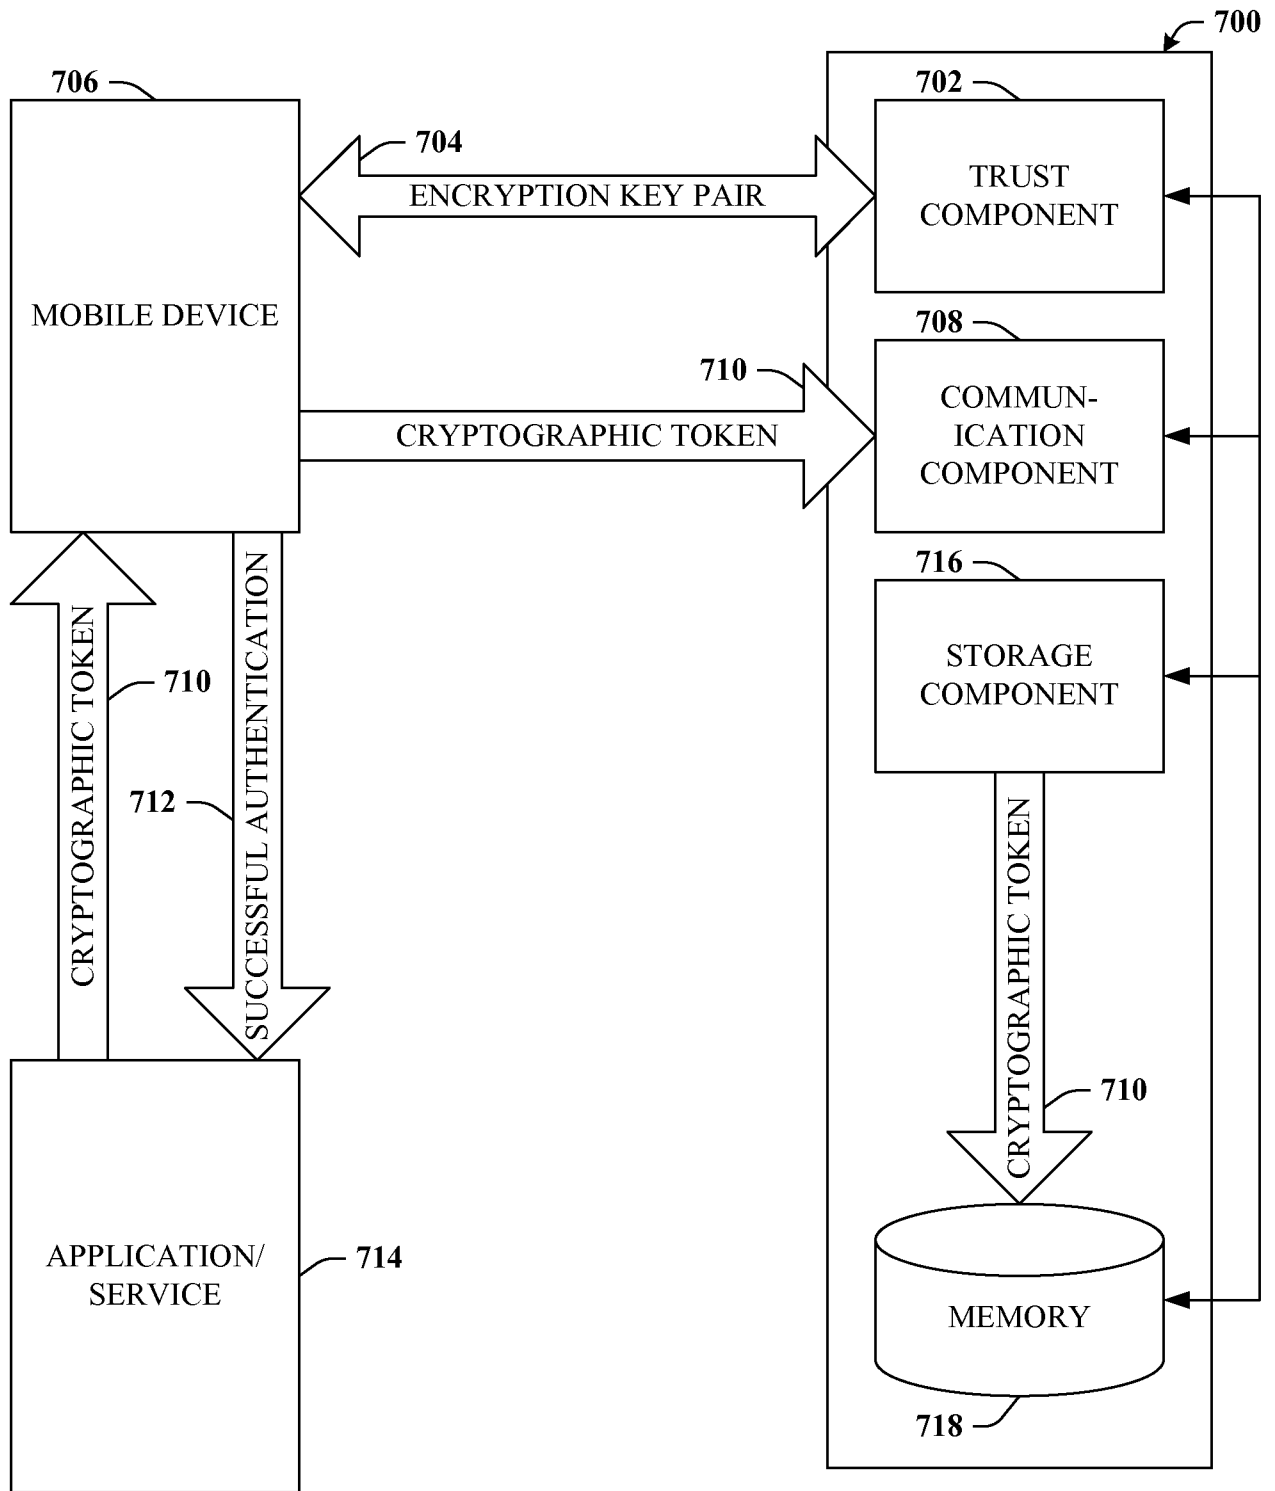 700
706
702
704
ENCRYPTION KEY PAIR
TRUST
COMPONENT
MOBILE DEVICE
708
710
CRYPTOGRAPHIC TOKEN
COMMUN-
ICATION
COMPONENT
716
STORAGE
COMPONENT
CRYPTOGRAPHIC TOKEN
710
SUCCESSFUL AUTHENTICATION
712
CRYPTOGRAPHIC TOKEN
710
APPLICATION/
SERVICE
714
MEMORY
718